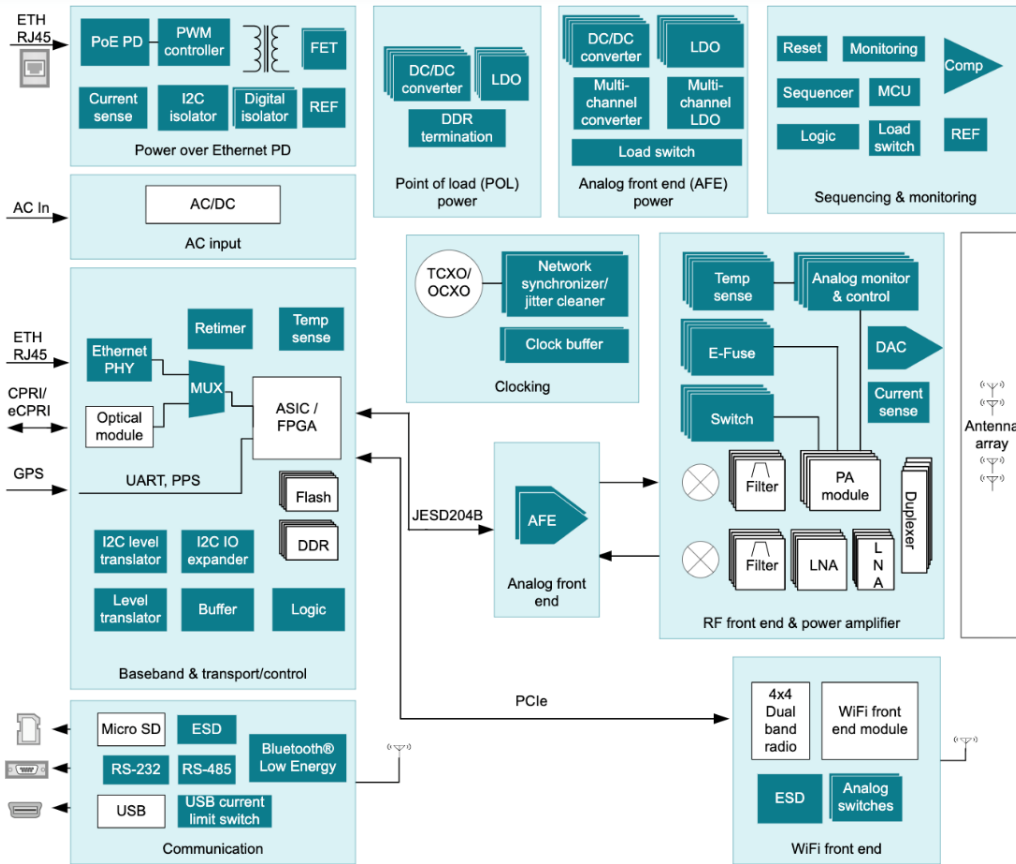 ETH
RJ45
PoE PD
PWM
controller
FET
Current
sense
I2C
isolator
Digital
isolator
REF
Power over Ethernet PD
DC/DC
converter
LDO
DDR
termination
Point of load (POL)
power
DC/DC
converter
LDO
Multi-
channel
converter
Multi-
channel
LDO
Load switch
Analog front end (AFE)
power
Reset
Monitoring
Comp
Sequencer
MCU
Logic
Load
switch
REF
Sequencing & monitoring
AC In
AC/DC
AC input
TCXO/
OCXO
Network
synchronizer/
jitter cleaner
Clock buffer
Clocking
Temp
sense
Analog monitor
& control
E-Fuse
DAC
Switch
Current
sense
Filter
PA
module
Duplexer
Filter
LNA
L
N
A
RF front end & power amplifier
Antenna
array
ETH
RJ45
CPRI/
eCPRI
GPS
Retimer
Temp
sense
Ethernet
PHY
MUX
Optical
module
ASIC /
FPGA
UART, PPS
Flash
DDR
I2C level
translator
I2C IO
expander
Level
translator
Buffer
Logic
Baseband & transport/control
JESD204B
AFE
Analog front
end
PCIe
Micro SD
ESD
Bluetooth®
Low Energy
RS-232
RS-485
USB
USB current
limit switch
Communication
4x4
Dual
band
radio
WiFi front
end module
ESD
Analog
switches
WiFi front end